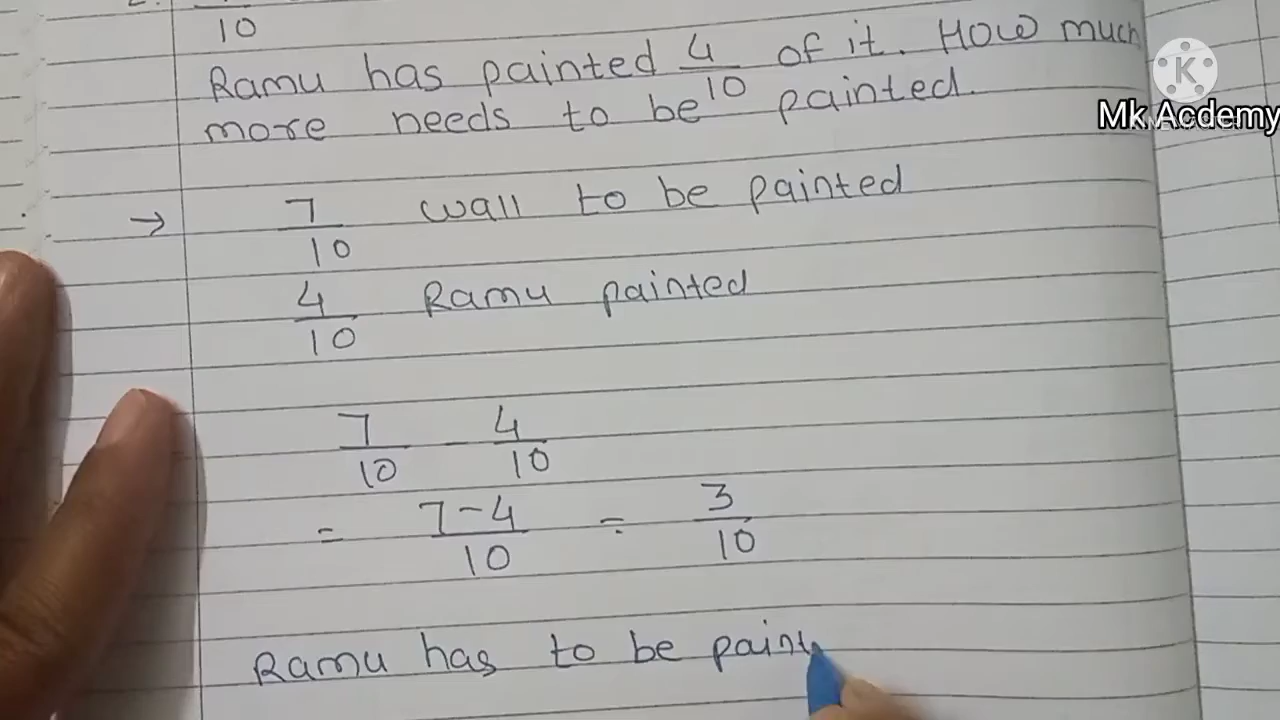 10
Ramu has painted 4/10 of it. How much
more needs to be painted.
→ 7/10 wall to be painted
4/10 Ramu painted
7/10 - 4/10
= 7-4/10 = 3/10
Ramu has to be paint
K
Mk Acdemy